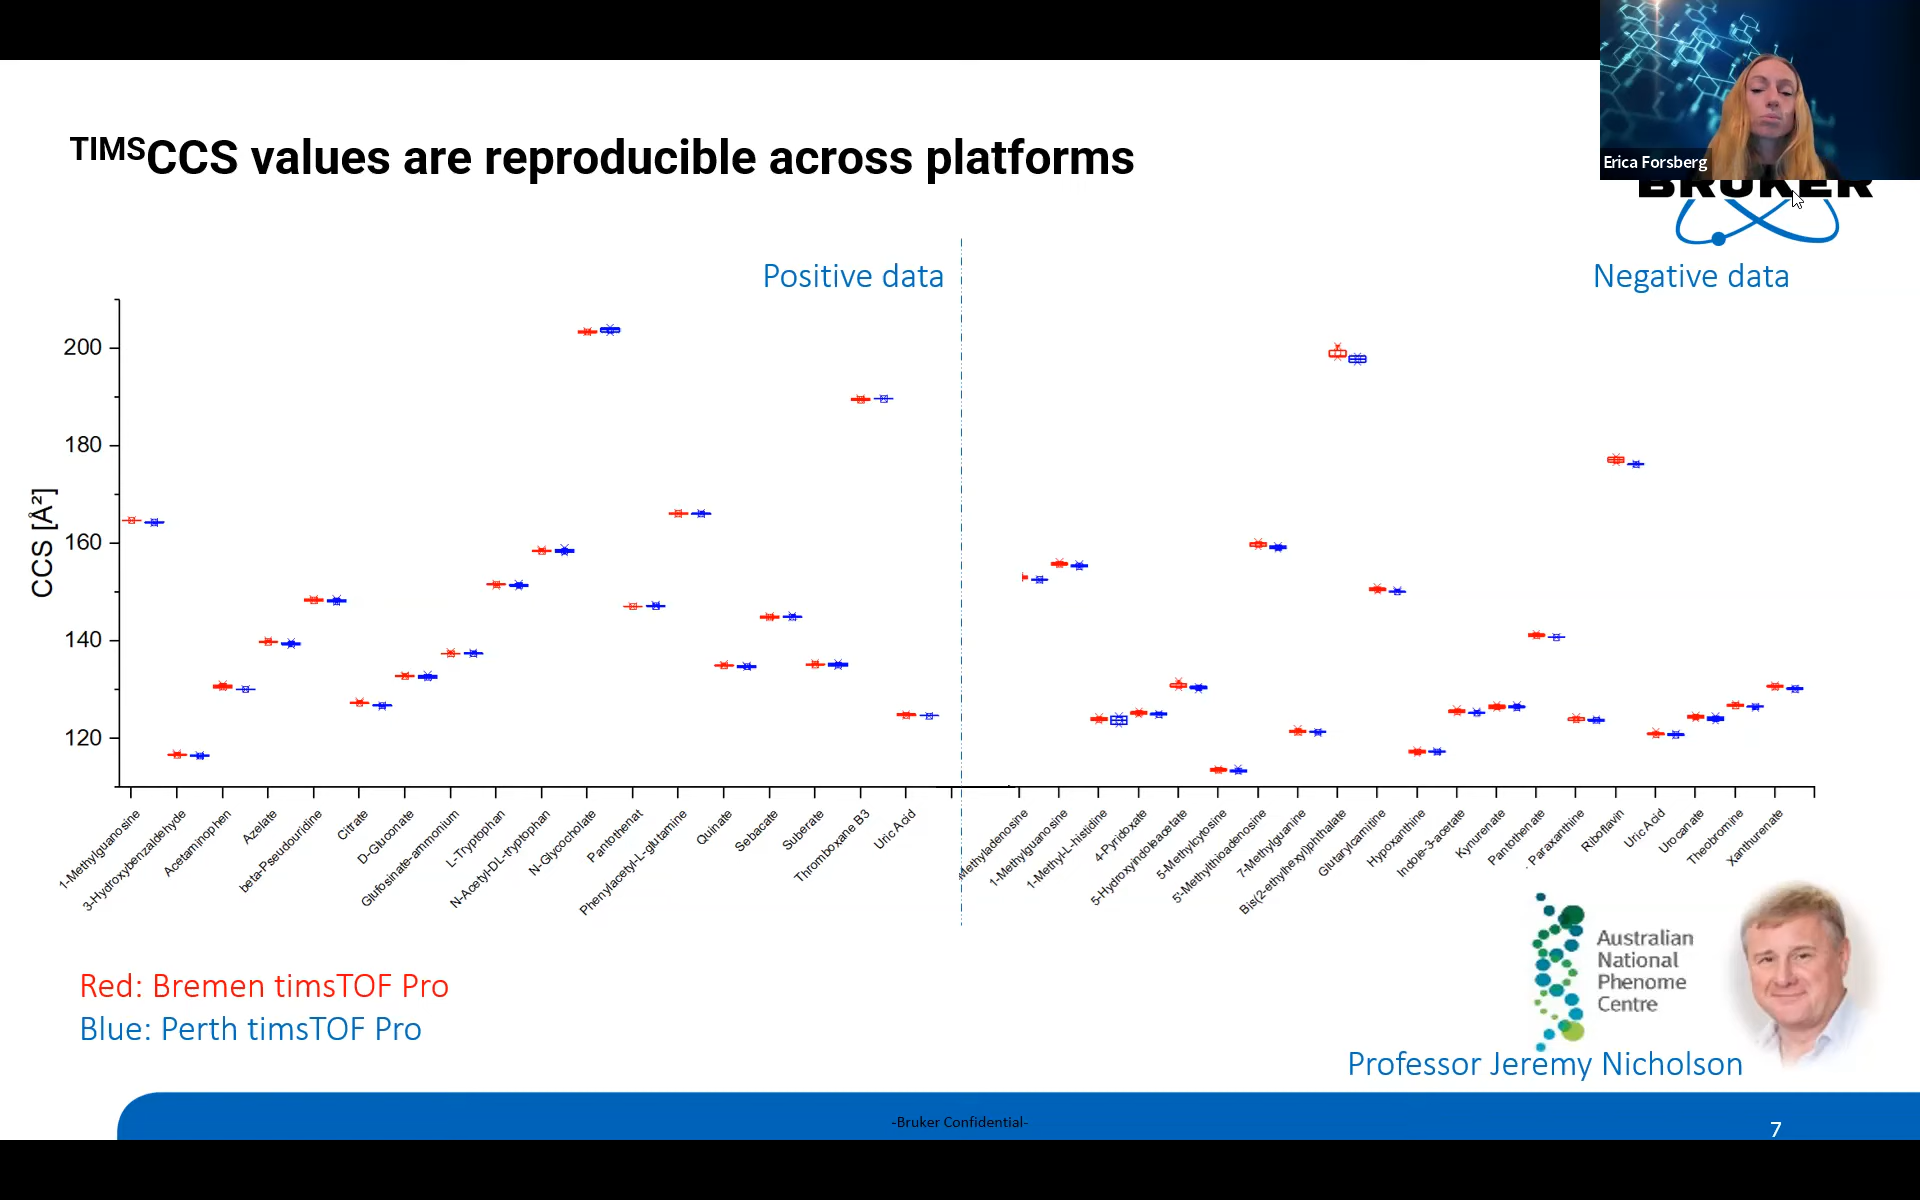 TIMSCCS values are reproducible across platforms
Erica Forsberg
BRUKER
Positive data
Negative data
CCS [Å²]
200
180
160
140
120
1-Methylguanosine
3-Hydroxybenzaldehyde
Acetaminophen
Azelate
beta-Pseudouridine
Citrate
D-Gluconate
Glufosinate-ammonium
L-Tryptophan
N-Acetyl-DL-tryptophan
N-Glycocholate
Pantothenat
Phenylacetyl-L-glutamine
Quinate
Sebacate
Suberate
Thromboxane B3
Uric Acid
Methyladenosine
1-Methylguanosine
1-Methyl-L-histidine
4-Pyridoxate
5-Hydroxyindoleacetate
5-Methylcytosine
5'-Methylthioadenosine
7-Methylguanine
Bis(2-ethylhexyl)phthalate
Glutarylcarnitine
Hypoxanthine
Indole-3-acetate
Kynurenate
Pantothenate
Paraxanthine
Riboflavin
Uric Acid
Urocanate
Theobromine
Xanthurenate
Red: Bremen timsTOF Pro
Blue: Perth timsTOF Pro
Australian
National
Phenome
Centre
Professor Jeremy Nicholson
-Bruker Confidential-
7